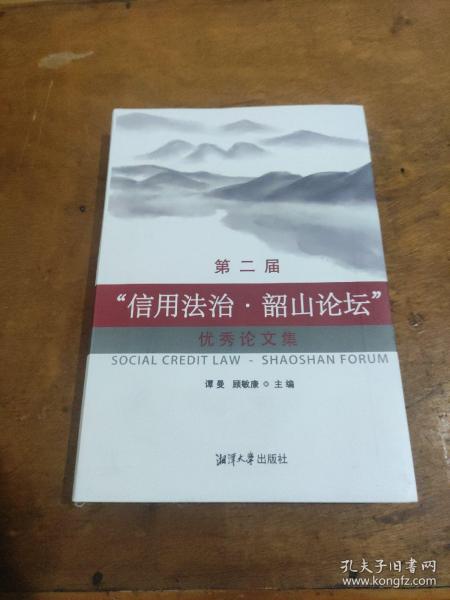 第二届
“信用法治·韶山论坛”
优秀论文集
SOCIAL CREDIT LAW - SHAOSHAN FORUM
谭曼 顾敏康 ◎ 主编
湘潭大学出版社
孔夫子旧书网
www.kongfz.com